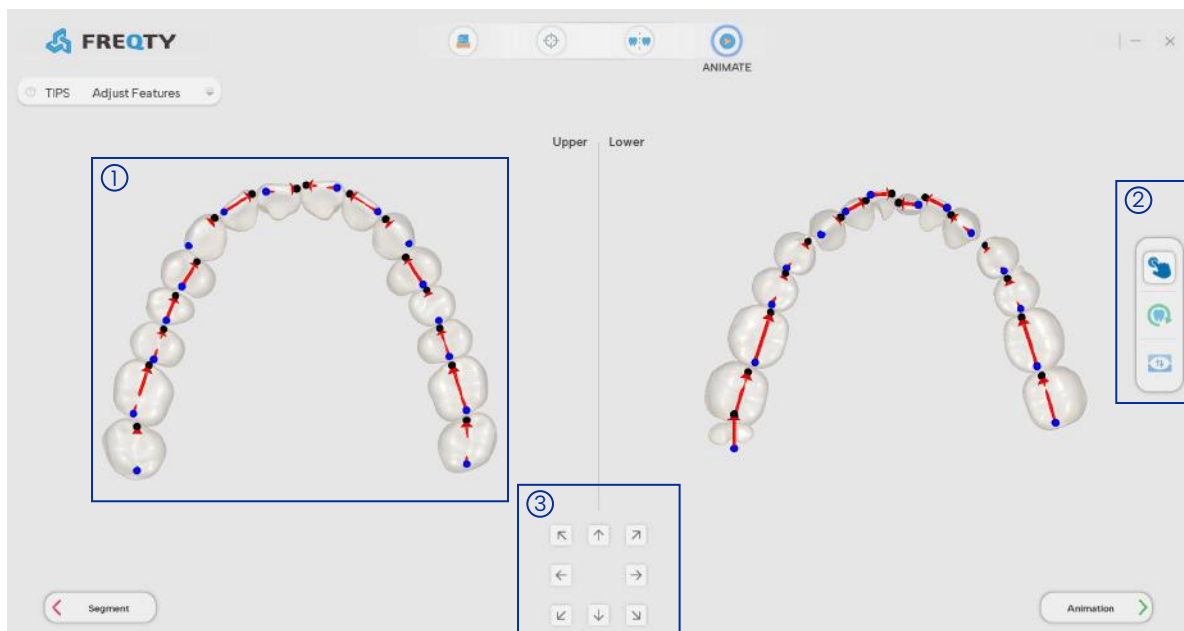 FREQTY
ANIMATE
TIPS Adjust Features
Upper Lower
①
②
③
Segment
Animation